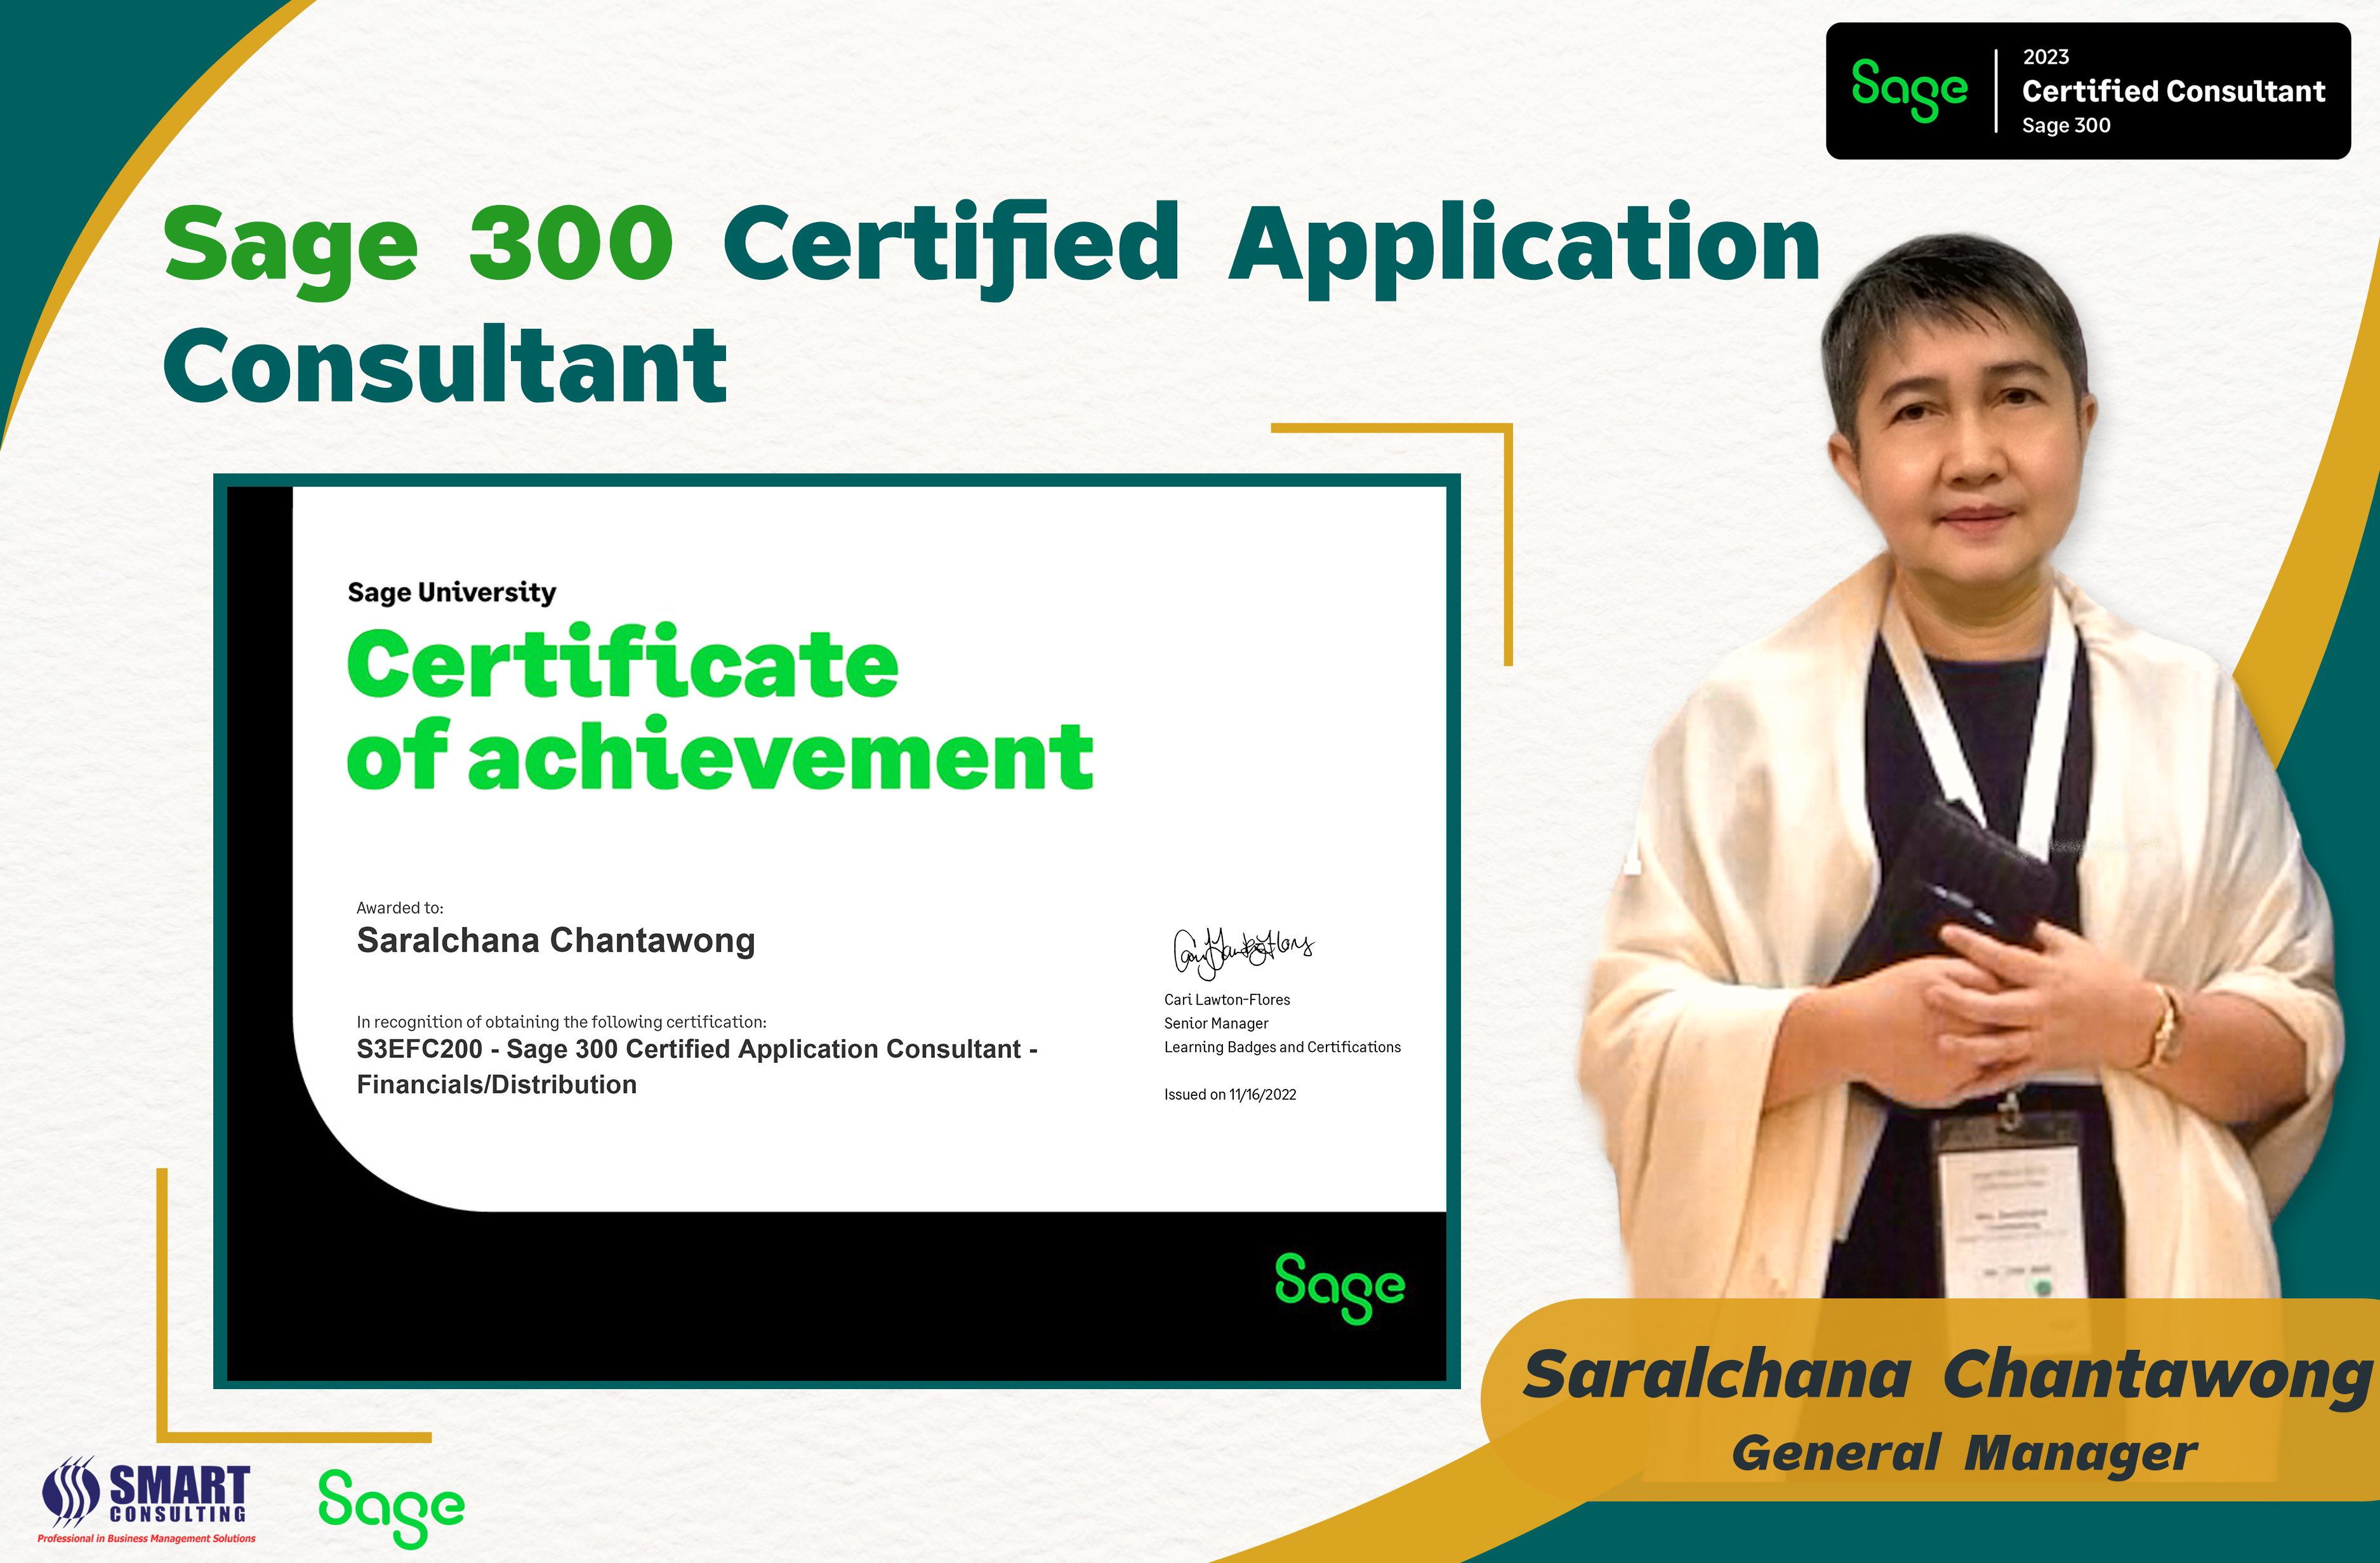 Sage
2023
Certified Consultant
Sage 300
Sage 300 Certified Application
Consultant
Sage University
Certificate
of achievement
Awarded to:
Saralchana Chantawong
In recognition of obtaining the following certification:
S3EFC200 - Sage 300 Certified Application Consultant -
Financials/Distribution
Cari Lawton-Flores
Senior Manager
Learning Badges and Certifications
Issued on 11/16/2022
Sage
Saralchana Chantawong
General Manager
SMART
CONSULTING
Professional in Business Management Solutions
Sage